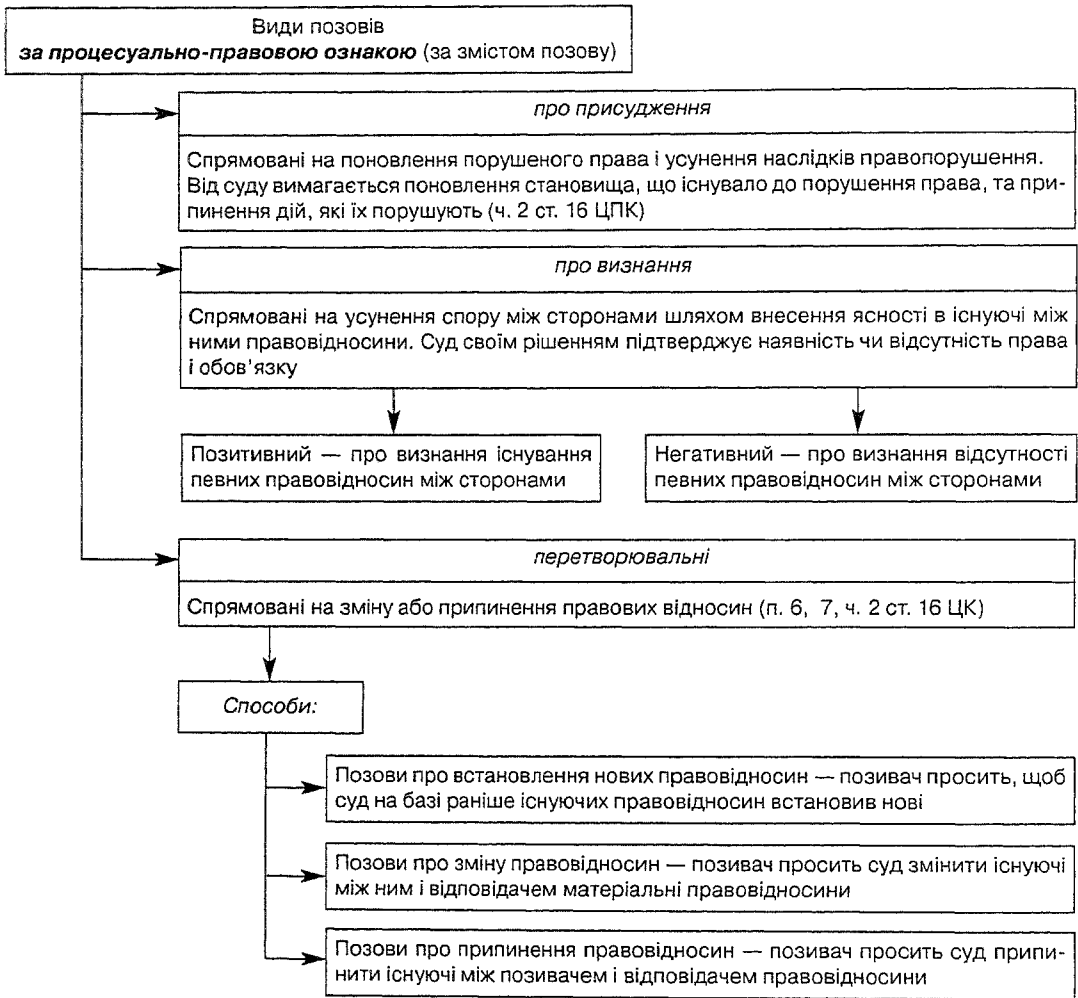 Види позовів
за процесуально-правовою ознакою (за змістом позову)
про присудження
Спрямовані на поновлення порушеного права і усунення наслідків правопорушення.
Від суду вимагається поновлення становища, що існувало до порушення права, та при-
пинення дій, які їх порушують (ч. 2 ст. 16 ЦПК)
про визнання
Спрямовані на усунення спору між сторонами шляхом внесення ясності в існуючі між
ними правовідносини. Суд своїм рішенням підтверджує наявність чи відсутність права
і обов’язку
Позитивний — про визнання існування
певних правовідносин між сторонами
Негативний — про визнання відсутності
певних правовідносин між сторонами
перетворювальні
Спрямовані на зміну або припинення правових відносин (п. 6, 7, ч. 2 ст. 16 ЦК)
Способи:
Позови про встановлення нових правовідносин — позивач просить, щоб
суд на базі раніше існуючих правовідносин встановив нові
Позови про зміну правовідносин — позивач просить суд змінити існуючі
між ним і відповідачем матеріальні правовідносини
Позови про припинення правовідносин — позивач просить суд припи-
нити існуючі між позивачем і відповідачем правовідносини